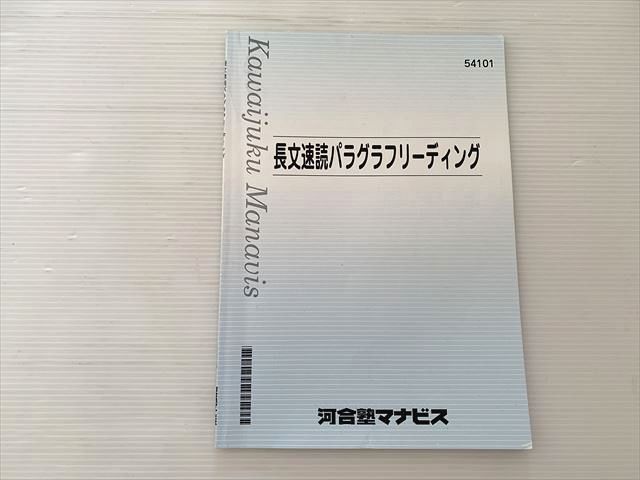 54101
Kawaijuku Manavis
長文速読パラグラフリーディング
河合塾マナビス